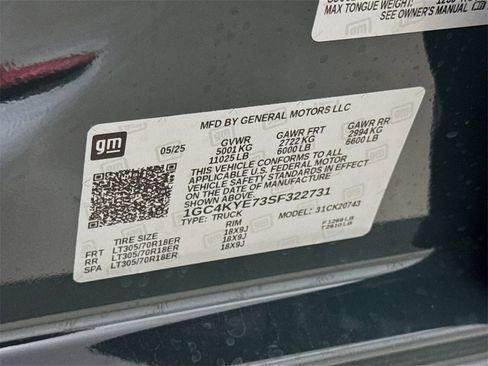 MAX TONGUE WEIGHT:
SEE OWNER'S MANUAL
gm
MFD BY GENERAL MOTORS LLC
05/25 GVWR GAWR FRT GAWR RR
5001 KG 2722 KG 2994 KG
11025 LB 6000 LB 6600 LB
THIS VEHICLE CONFORMS TO ALL
APPLICABLE U.S. FEDERAL MOTOR
VEHICLE SAFETY STANDARDS IN EFFECT
ON THE DATE OF MANUFACTURE
1GC4KYE73SF322731
TYPE: TRUCK MODEL: 31CK20743
TIRE SIZE RIM
FRT LT305/70R18ER 18X9J F1289LB
RR LT305/70R18ER 18X9J T2610LB
SPA LT305/70R18ER 18X9J